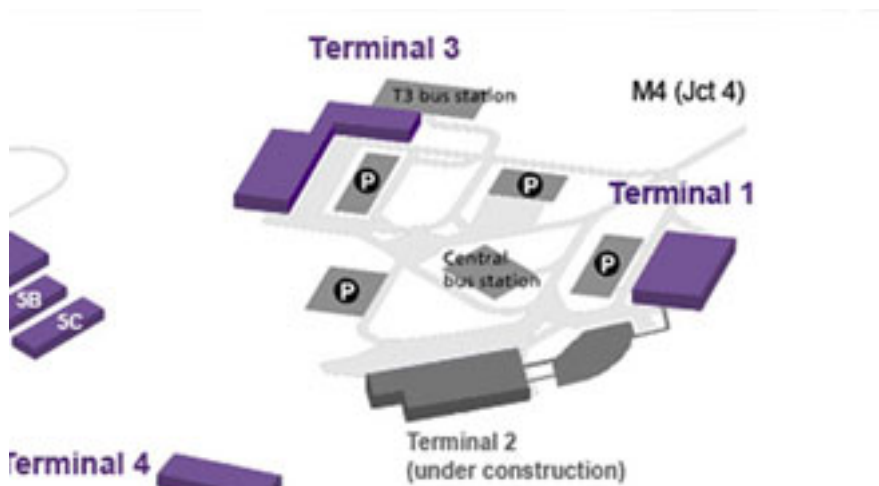 Terminal 3
T3 bus station
M4 (Jct 4)
P
P
Terminal 1
Central
bus station
P
P
5B
5C
Terminal 2
(under construction)
Terminal 4